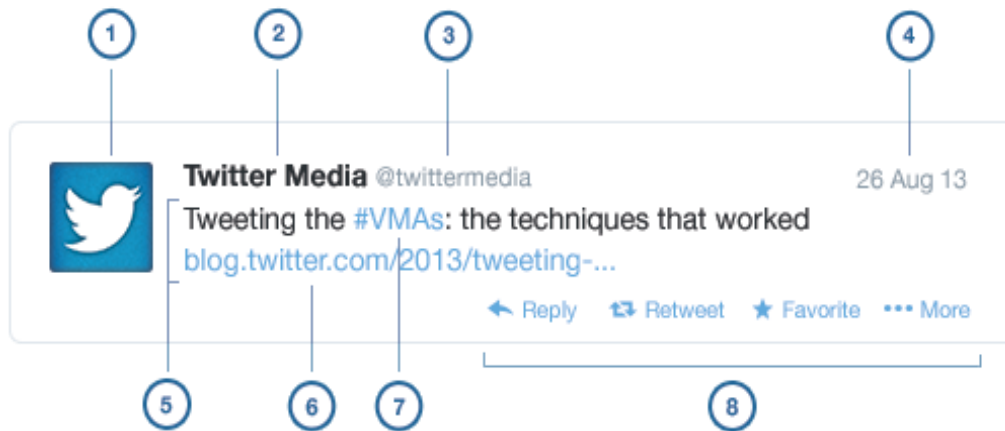 1 2 3 4
Twitter Media @twittermedia 26 Aug 13
Tweeting the #VMAs: the techniques that worked
blog.twitter.com/2013/tweeting-...
Reply Retweet Favorite More
5 6 7 8